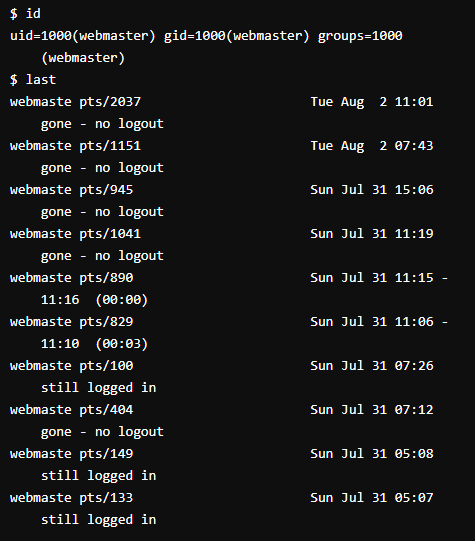 $ id
uid=1000(webmaster) gid=1000(webmaster) groups=1000
(webmaster)
$ last
webmaste pts/2037 Tue Aug  2 11:01
gone - no logout
webmaste pts/1151 Tue Aug  2 07:43
gone - no logout
webmaste pts/945 Sun Jul 31 15:06
gone - no logout
webmaste pts/1041 Sun Jul 31 11:19
gone - no logout
webmaste pts/890 Sun Jul 31 11:15 -
11:16  (00:00)
webmaste pts/829 Sun Jul 31 11:06 -
11:10  (00:03)
webmaste pts/100 Sun Jul 31 07:26
still logged in
webmaste pts/404 Sun Jul 31 07:12
gone - no logout
webmaste pts/149 Sun Jul 31 05:08
still logged in
webmaste pts/133 Sun Jul 31 05:07
still logged in